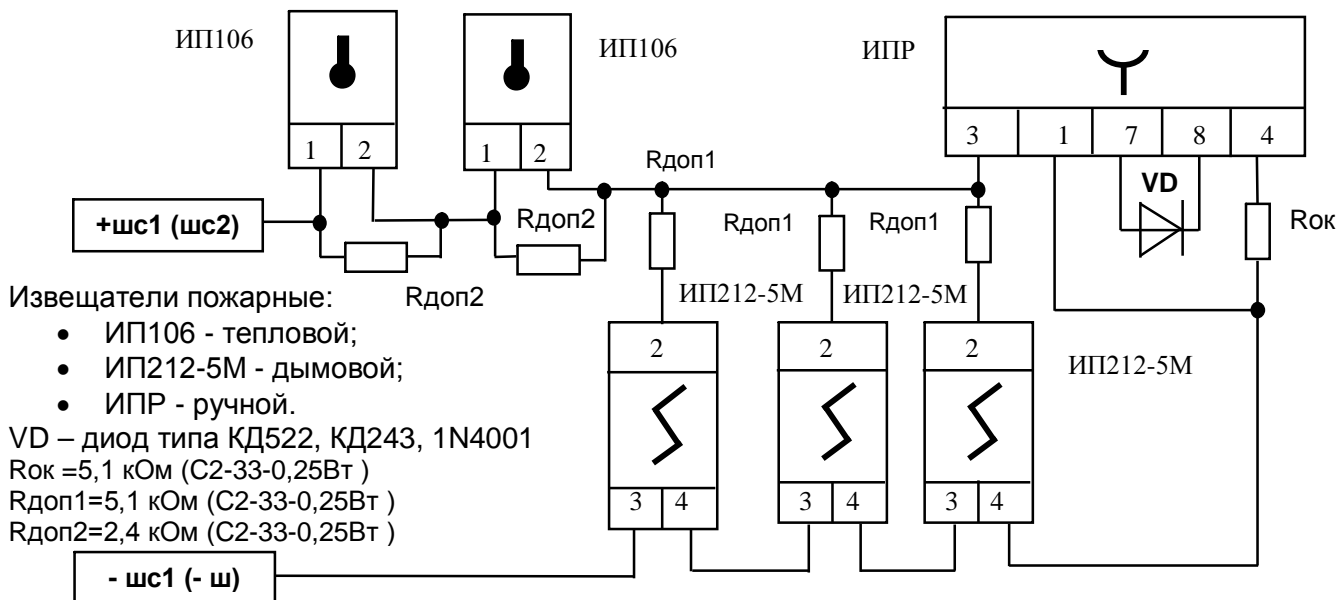 ИП106
ИП106
ИПР
1 2
1 2
3 1 7 8 4
Rдоп1
VD
+шс1 (шс2)
Rдоп2
Rдоп1
Rдоп1
Rок
Rдоп2
ИП212-5М
ИП212-5М
ИП212-5М
2
2
2
3 4
3 4
3 4
Извещатели пожарные:
• ИП106 - тепловой;
• ИП212-5М - дымовой;
• ИПР - ручной.
VD – диод типа КД522, КД243, 1N4001
Rок =5,1 кОм (С2-33-0,25Вт )
Rдоп1=5,1 кОм (С2-33-0,25Вт )
Rдоп2=2,4 кОм (С2-33-0,25Вт )
- шс1 (- ш)